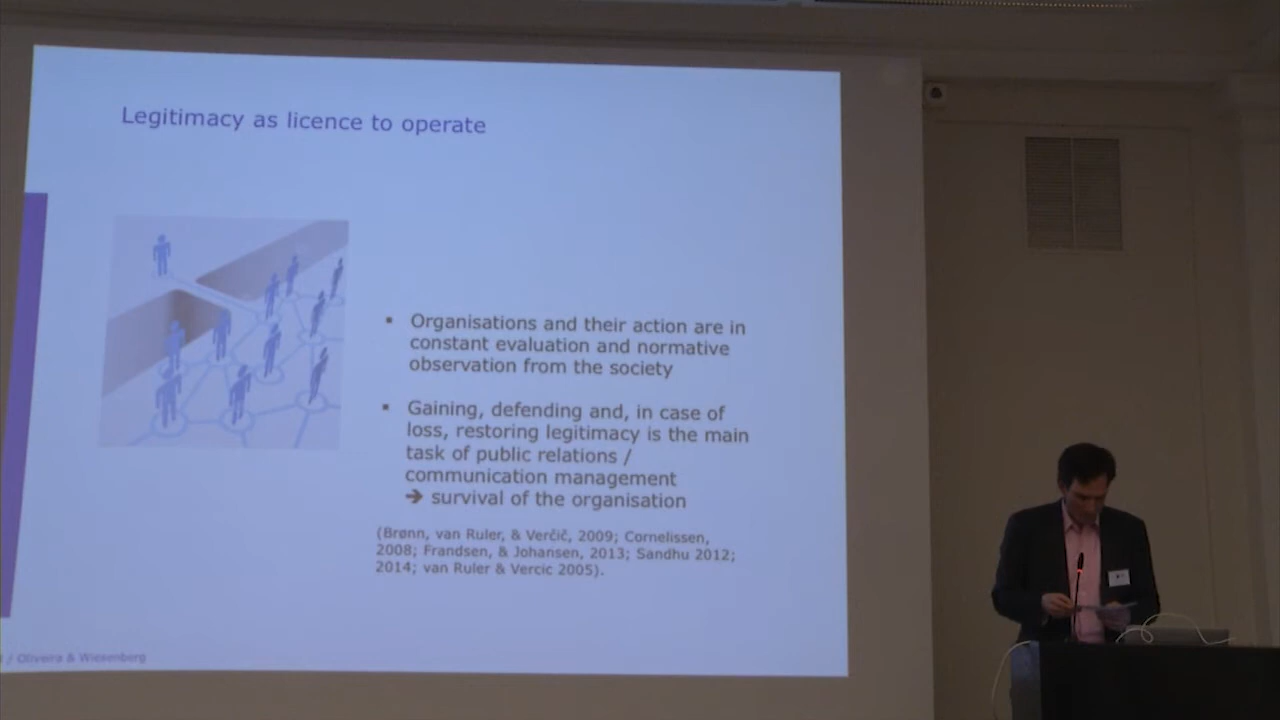 Legitimacy as licence to operate
▪ Organisations and their action are in
constant evaluation and normative
observation from the society
▪ Gaining, defending and, in case of
loss, restoring legitimacy is the main
task of public relations /
communication management
➔ survival of the organisation
(Brønn, van Ruler, & Verčič, 2009; Cornelissen,
2008; Frandsen, & Johansen, 2013; Sandhu 2012;
2014; van Ruler & Vercic 2005).
/ Oliveira & Wiesenberg